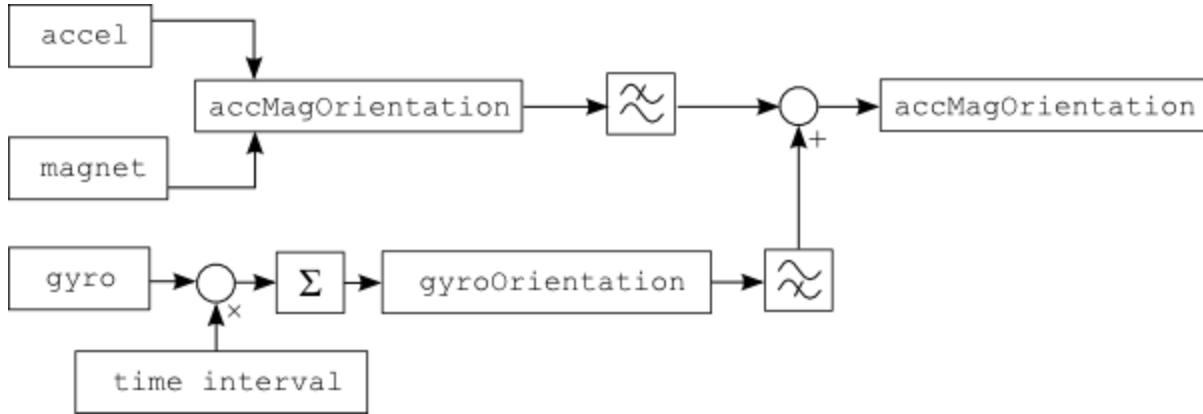 accel
accMagOrientation
accMagOrientation
magnet
+
gyro
×
Σ
gyroOrientation
time interval